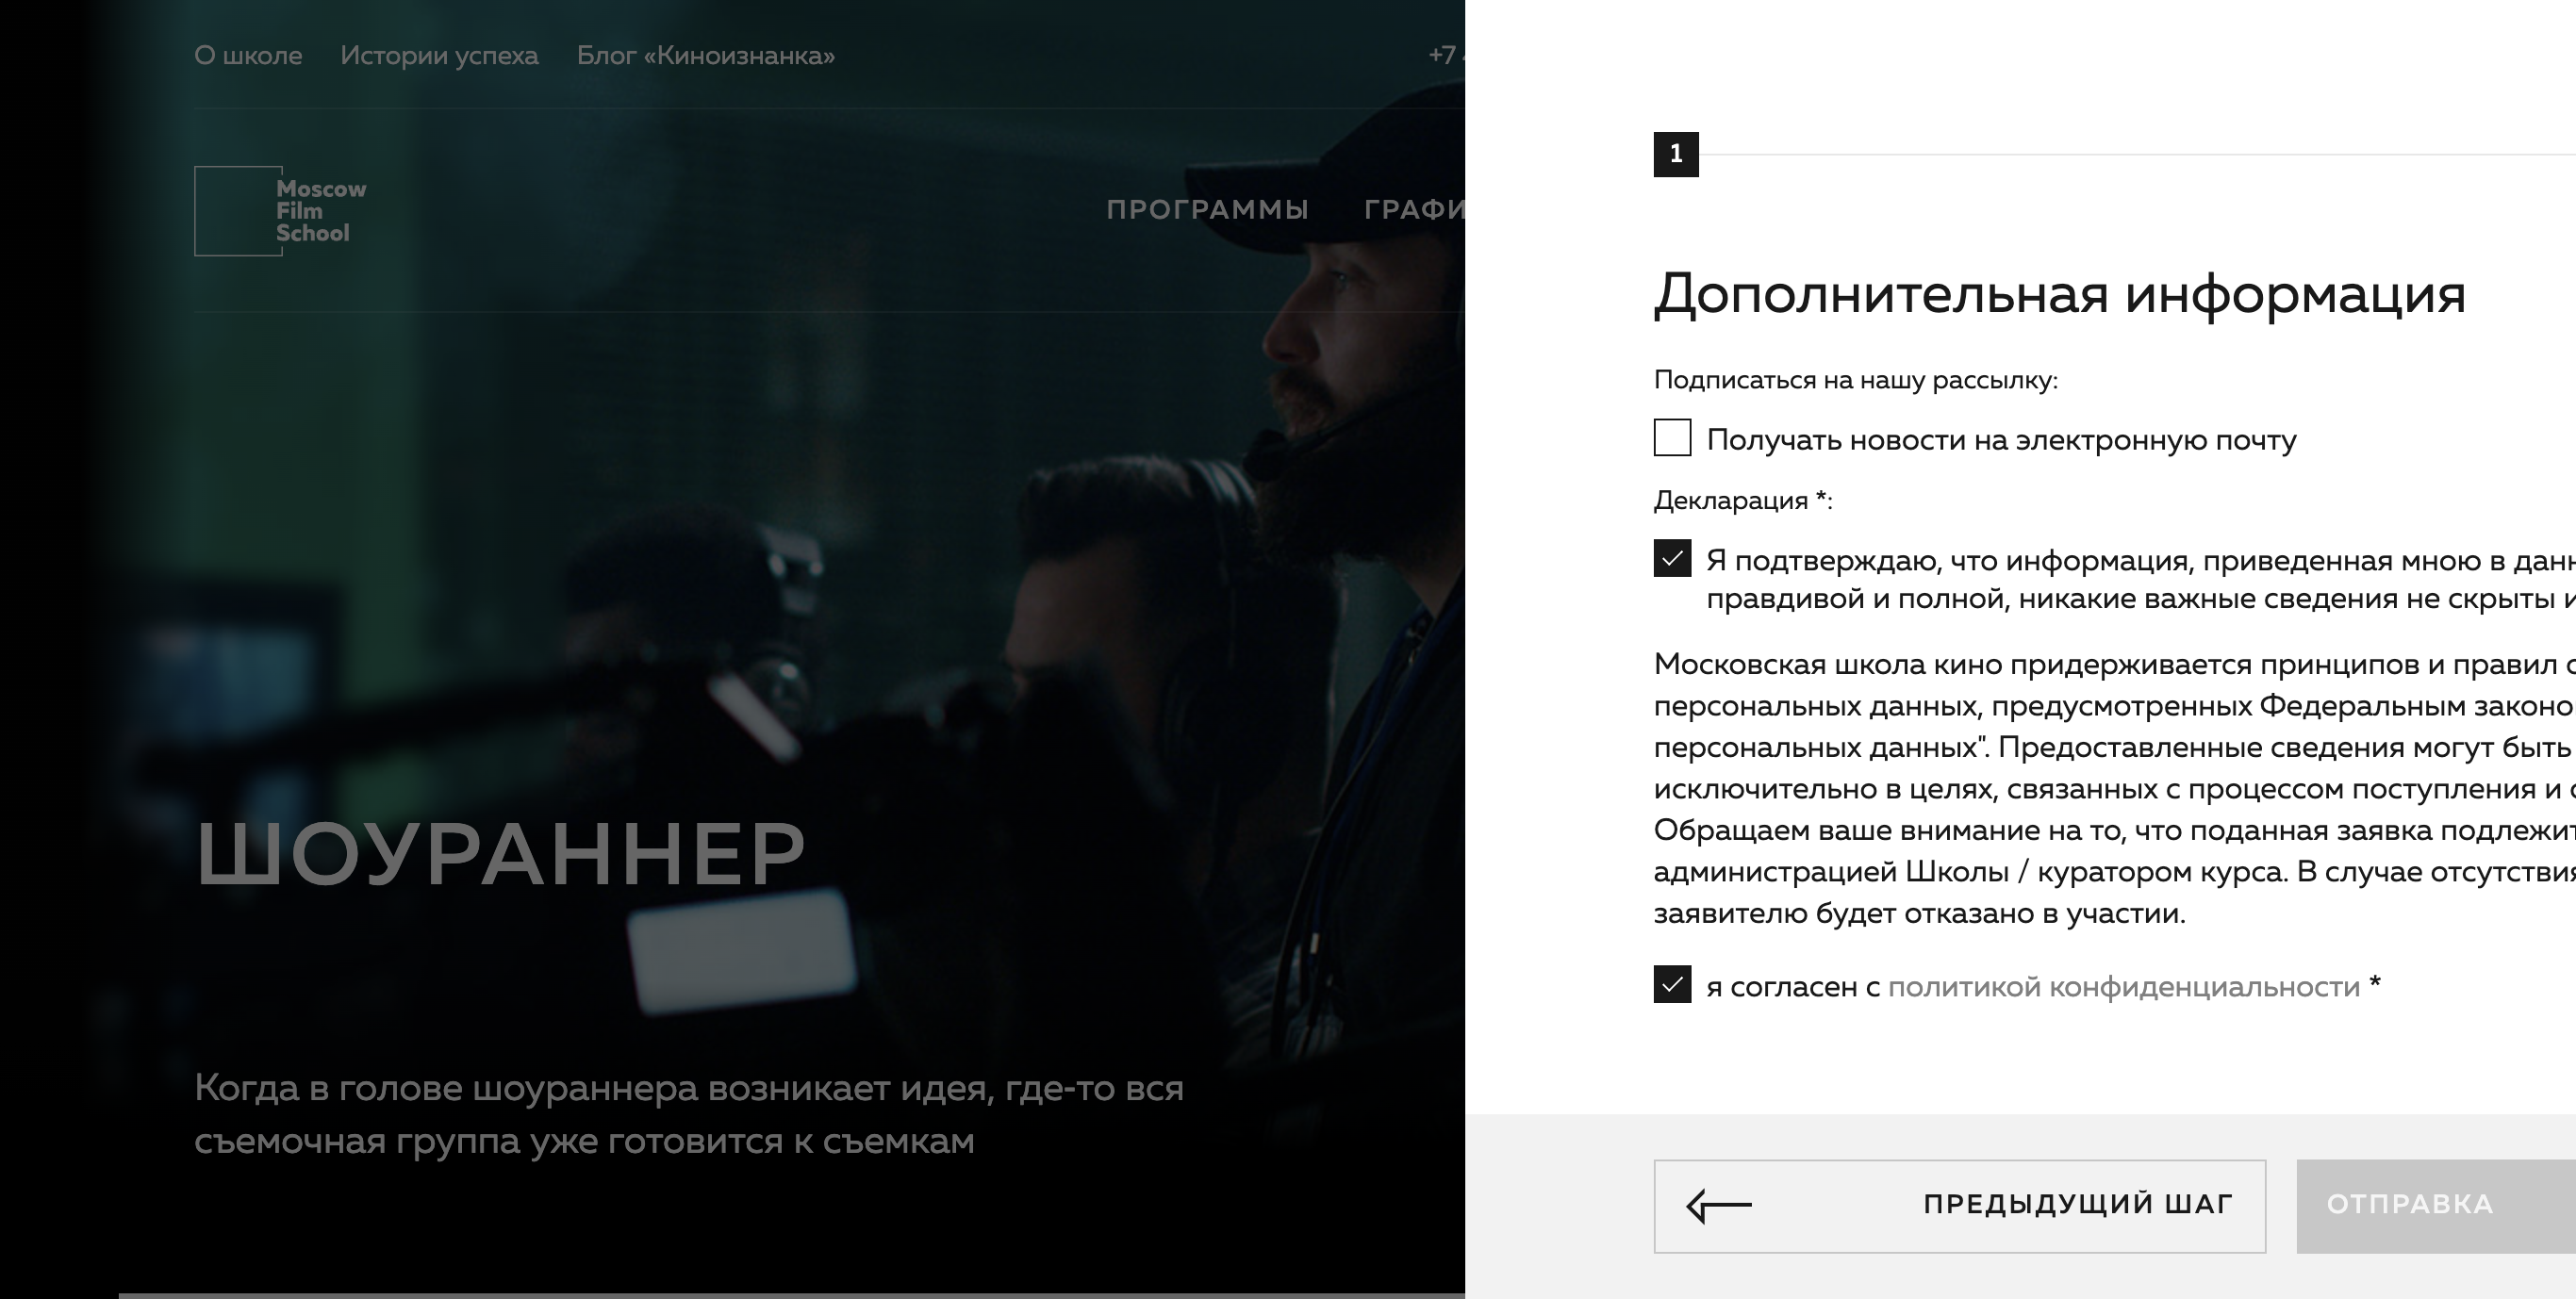 О школе Истории успеха Блог «Киноизнанка» +7
Moscow
Film
School
ПРОГРАММЫ ГРАФИ
ШОУРАННЕР
Когда в голове шоураннера возникает идея, где-то вся
съемочная группа уже готовится к съемкам
1
Дополнительная информация
Подписаться на нашу рассылку:
Получать новости на электронную почту
Декларация *:
Я подтверждаю, что информация, приведенная мною в данн
правдивой и полной, никакие важные сведения не скрыты и
Московская школа кино придерживается принципов и правил о
персональных данных, предусмотренных Федеральным законо
персональных данных". Предоставленные сведения могут быть
исключительно в целях, связанных с процессом поступления и о
Обращаем ваше внимание на то, что поданная заявка подлежит
администрацией Школы / куратором курса. В случае отсутствия
заявителю будет отказано в участии.
я согласен с политикой конфиденциальности *
ПРЕДЫДУЩИЙ ШАГ
ОТПРАВКА